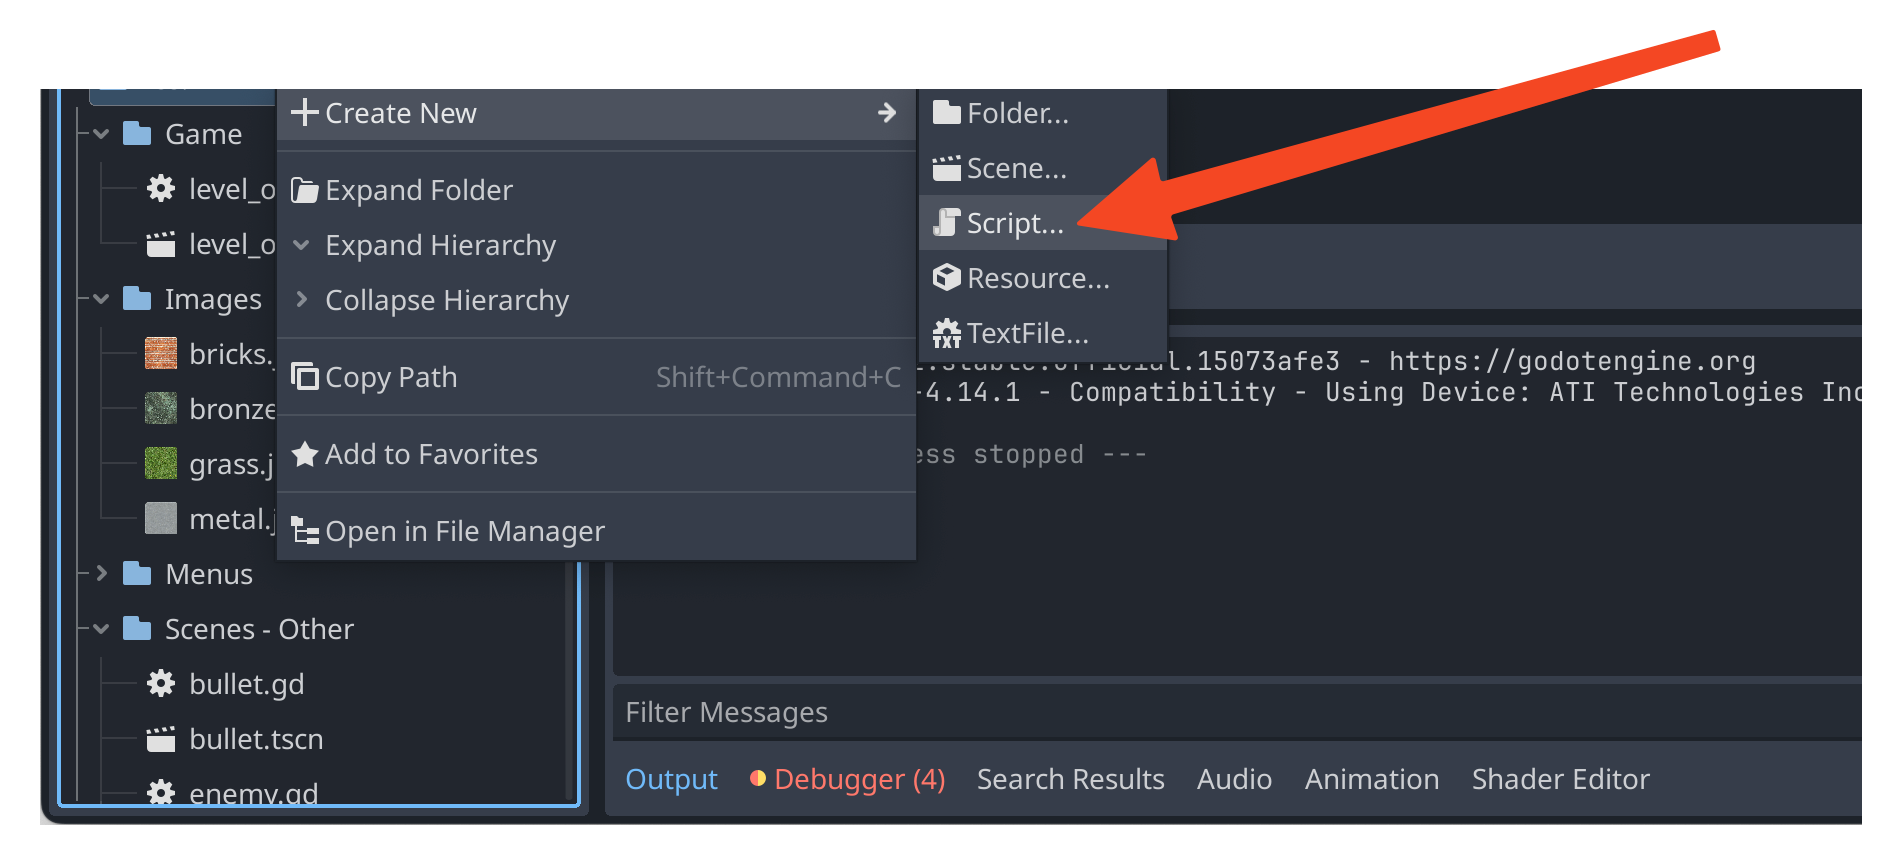 Game
level_o
level_o
Images
bricks.
bronze
grass.j
metal.j
Menus
Scenes - Other
bullet.gd
bullet.tscn
enemy.gd
Create New
Expand Folder
Expand Hierarchy
Collapse Hierarchy
Copy Path Shift+Command+C
Add to Favorites
Open in File Manager
Folder...
Scene...
Script...
Resource...
TextFile...
.stable.official.15073afe3 - https://godotengine.org
4.14.1 - Compatibility - Using Device: ATI Technologies Inc
ess stopped ---
Filter Messages
Output Debugger (4) Search Results Audio Animation Shader Editor